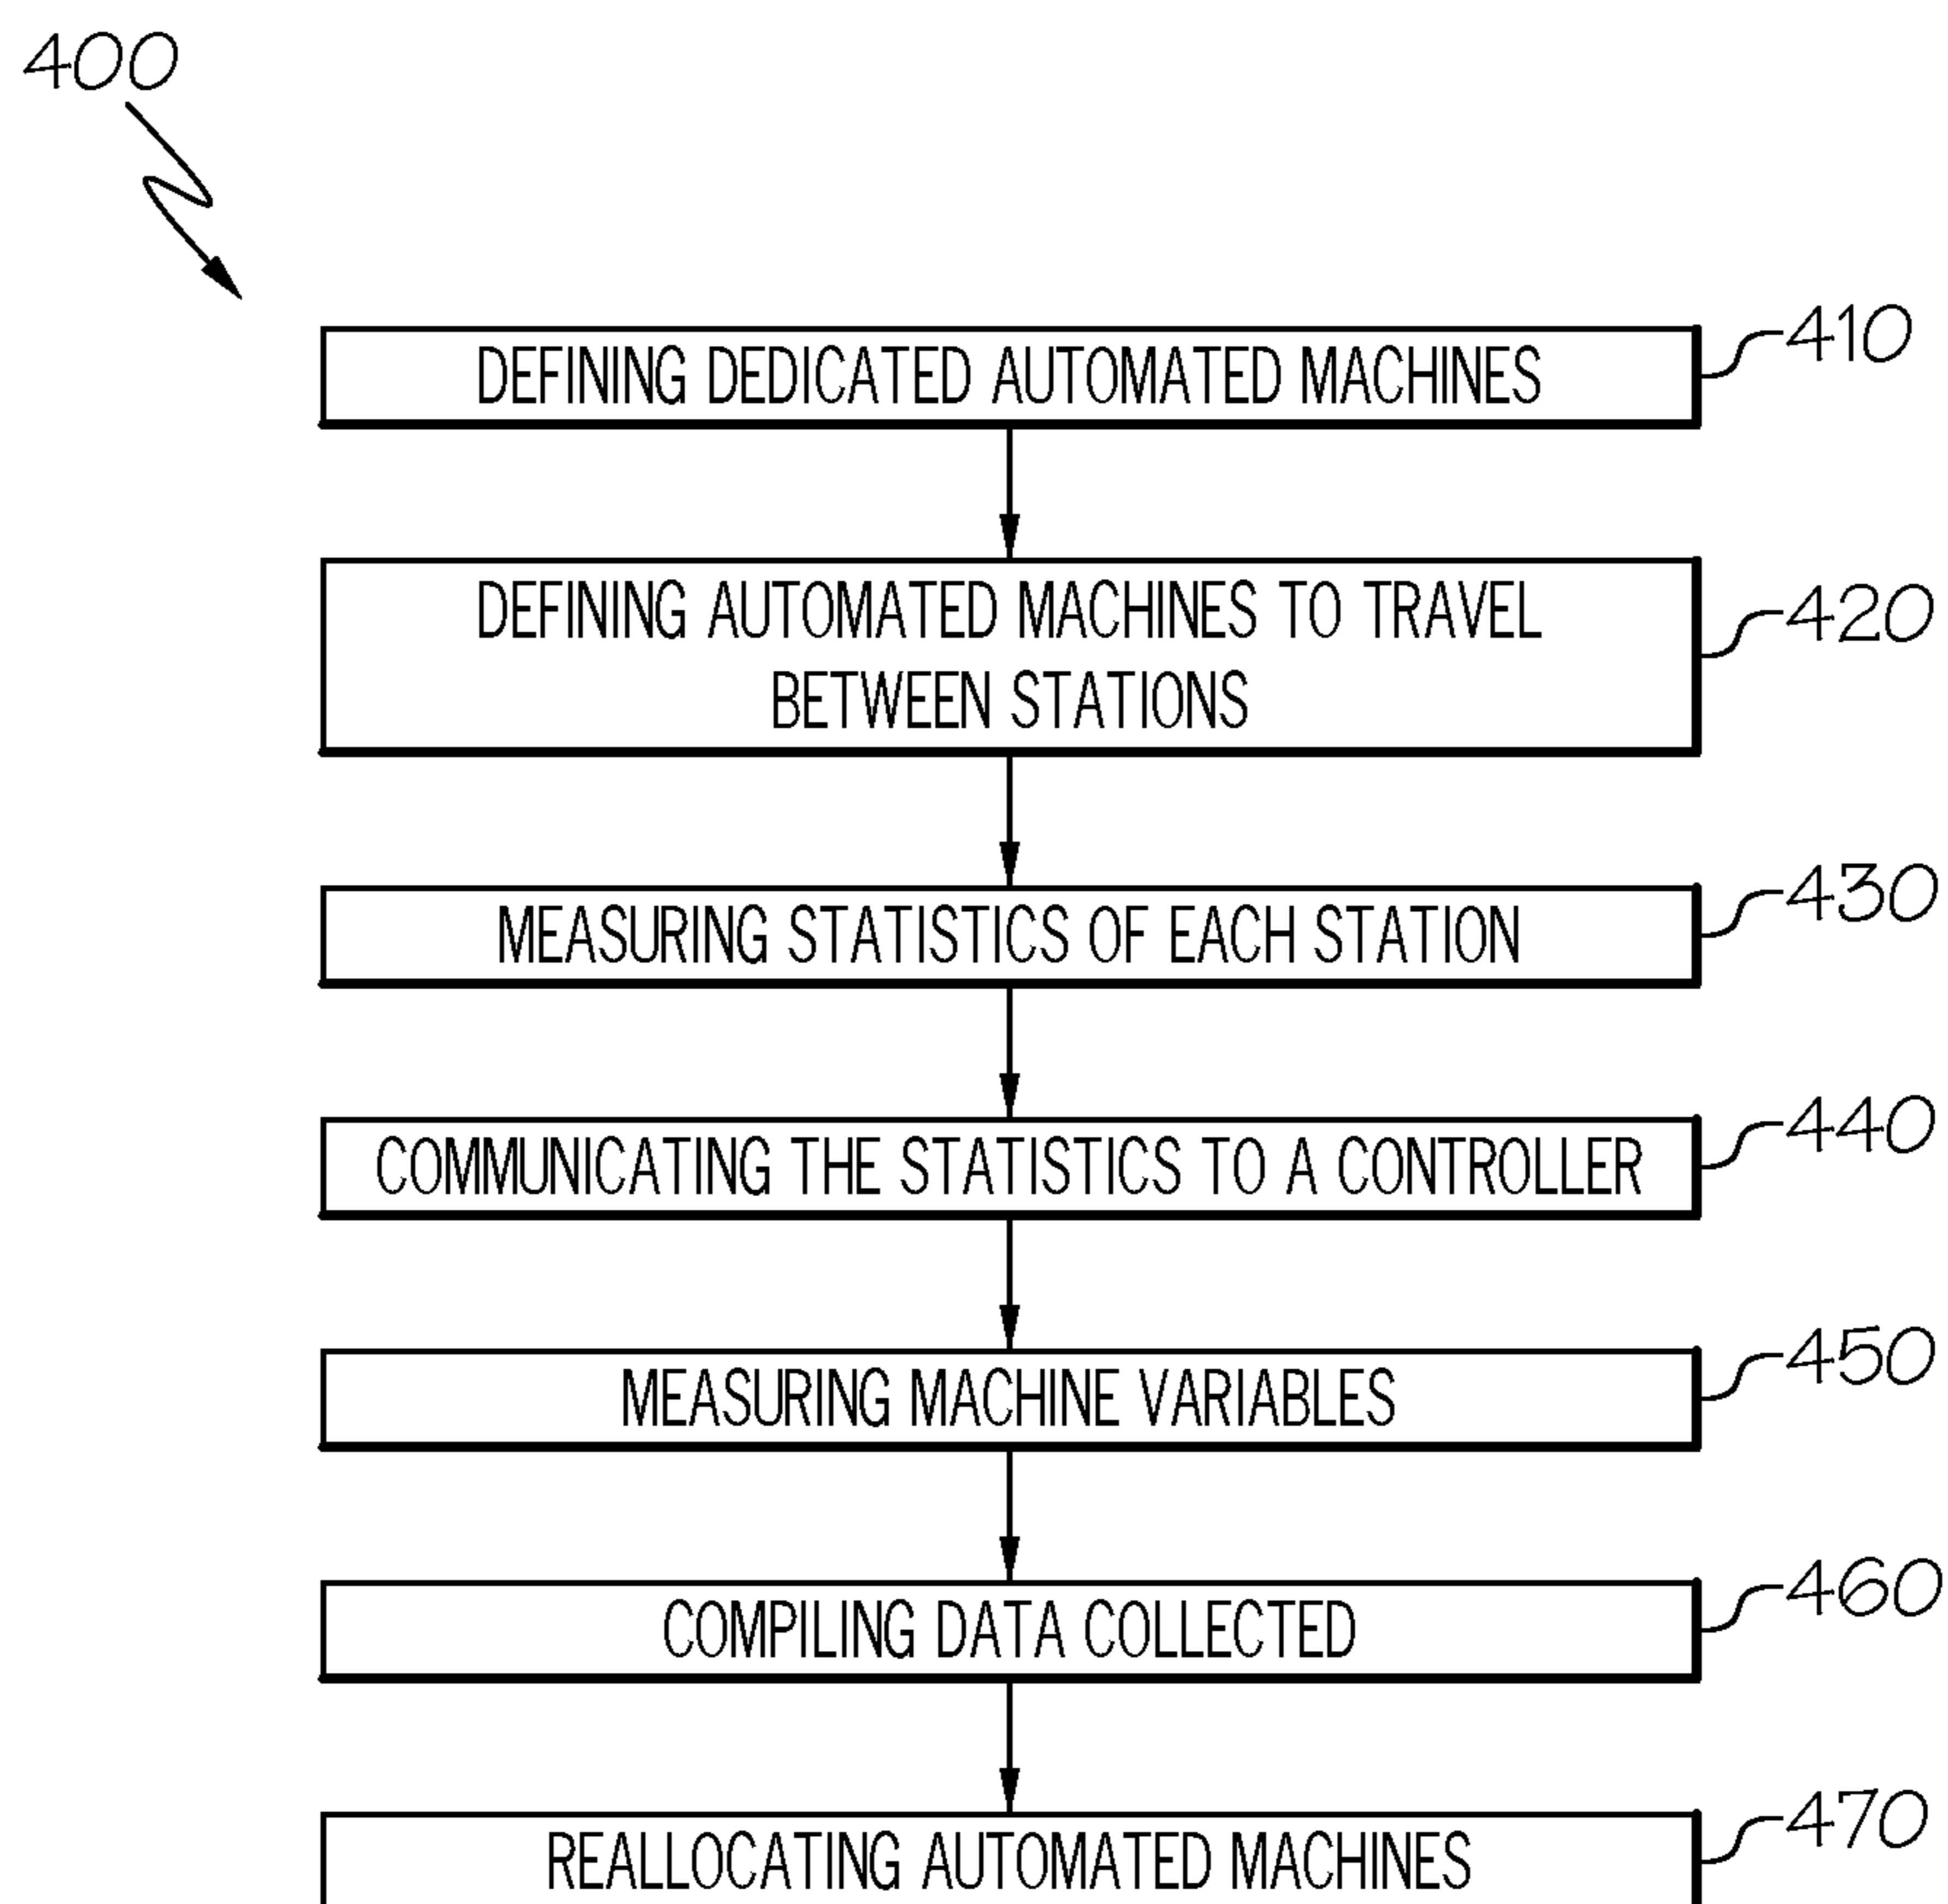 400
DEFINING DEDICATED AUTOMATED MACHINES
410
DEFINING AUTOMATED MACHINES TO TRAVEL
BETWEEN STATIONS
420
MEASURING STATISTICS OF EACH STATION
430
COMMUNICATING THE STATISTICS TO A CONTROLLER
440
MEASURING MACHINE VARIABLES
450
COMPILING DATA COLLECTED
460
REALLOCATING AUTOMATED MACHINES
470